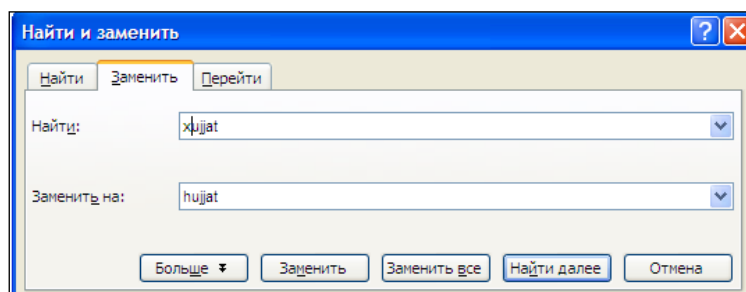 Найти и заменить
Найти Заменить Перейти
Найти: xujjat
Заменить на: hujjat
Больше Заменить Заменить все Найти далее Отмена